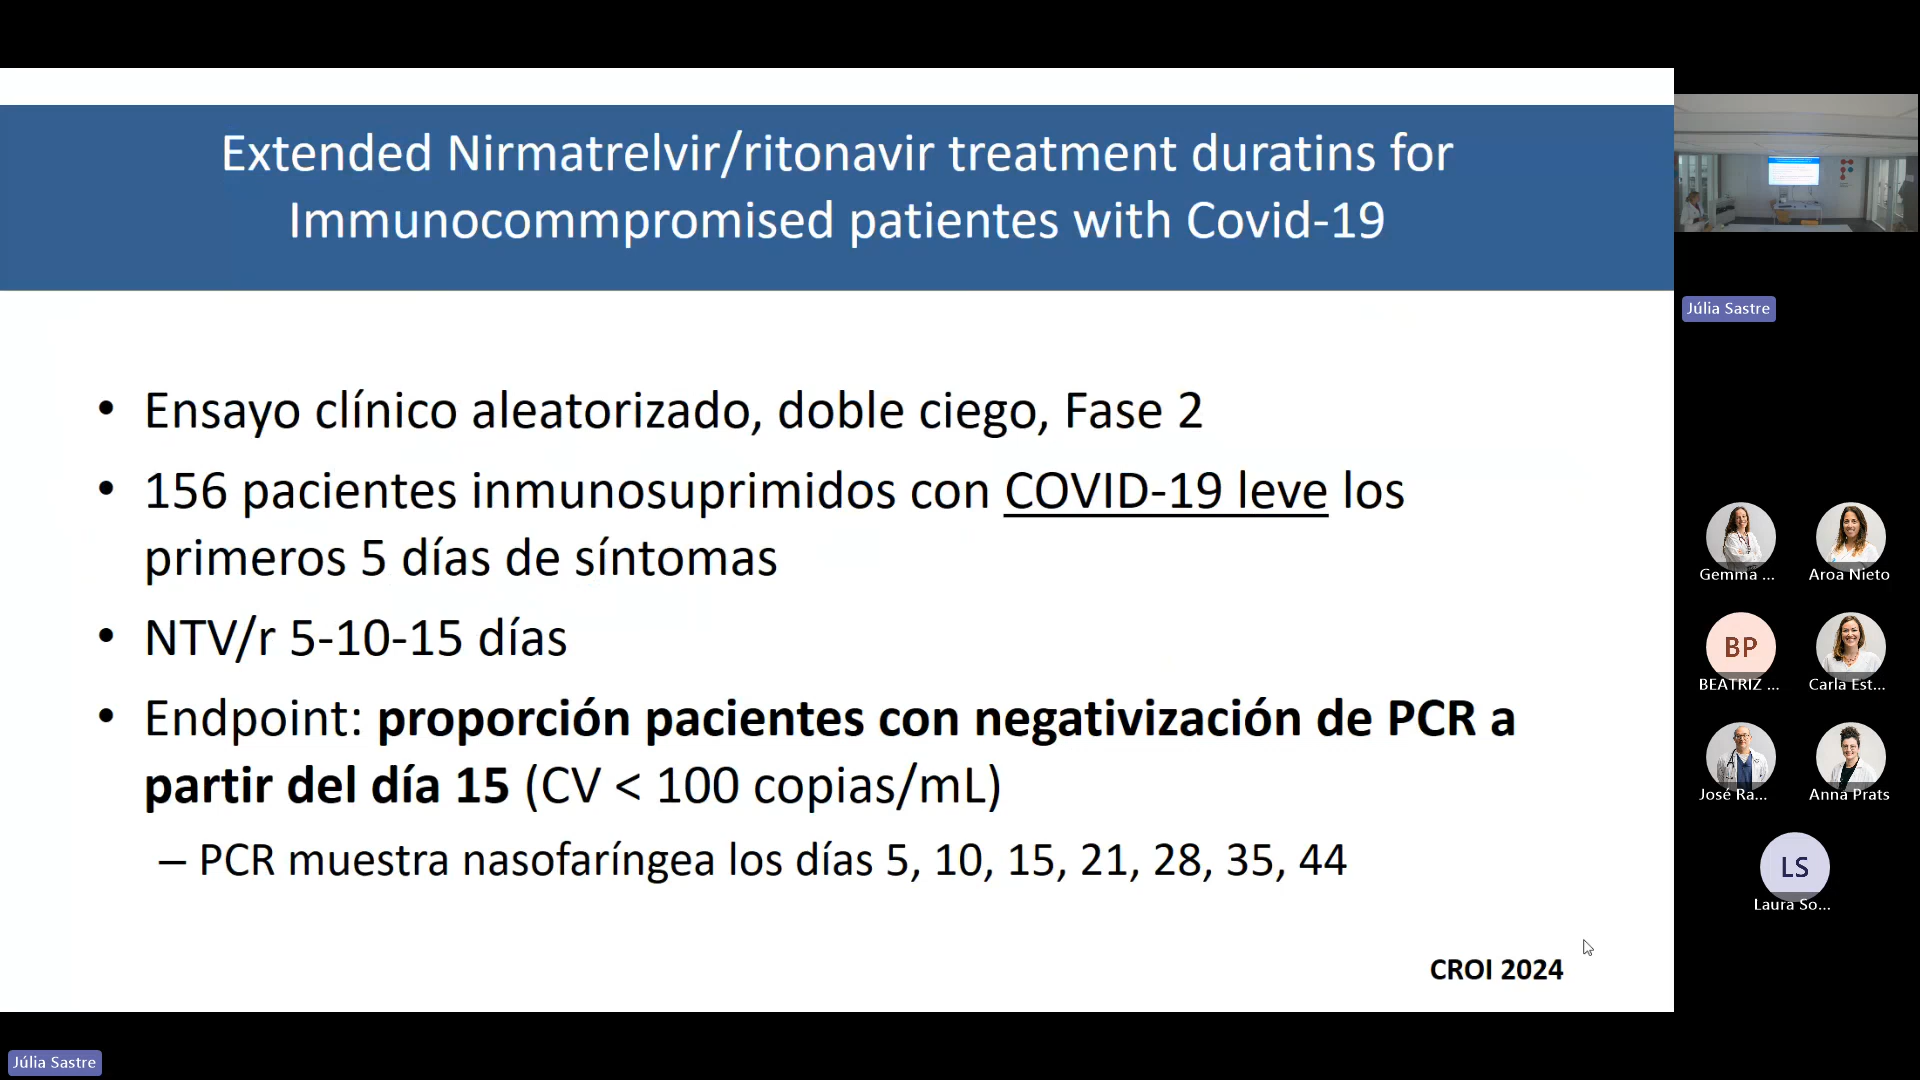 Extended Nirmatrelvir/ritonavir treatment duratins for
Immunocommpromised patientes with Covid-19
• Ensayo clínico aleatorizado, doble ciego, Fase 2
• 156 pacientes inmunosuprimidos con COVID-19 leve los
primeros 5 días de síntomas
• NTV/r 5-10-15 días
• Endpoint: proporción pacientes con negativización de PCR a
partir del día 15 (CV < 100 copias/mL)
– PCR muestra nasofaríngea los días 5, 10, 15, 21, 28, 35, 44
CROI 2024
Júlia Sastre
Gemma ...
Aroa Nieto
BP
BEATRIZ ...
Carla Est...
José Ra...
Anna Prats
LS
Laura So...
Júlia Sastre